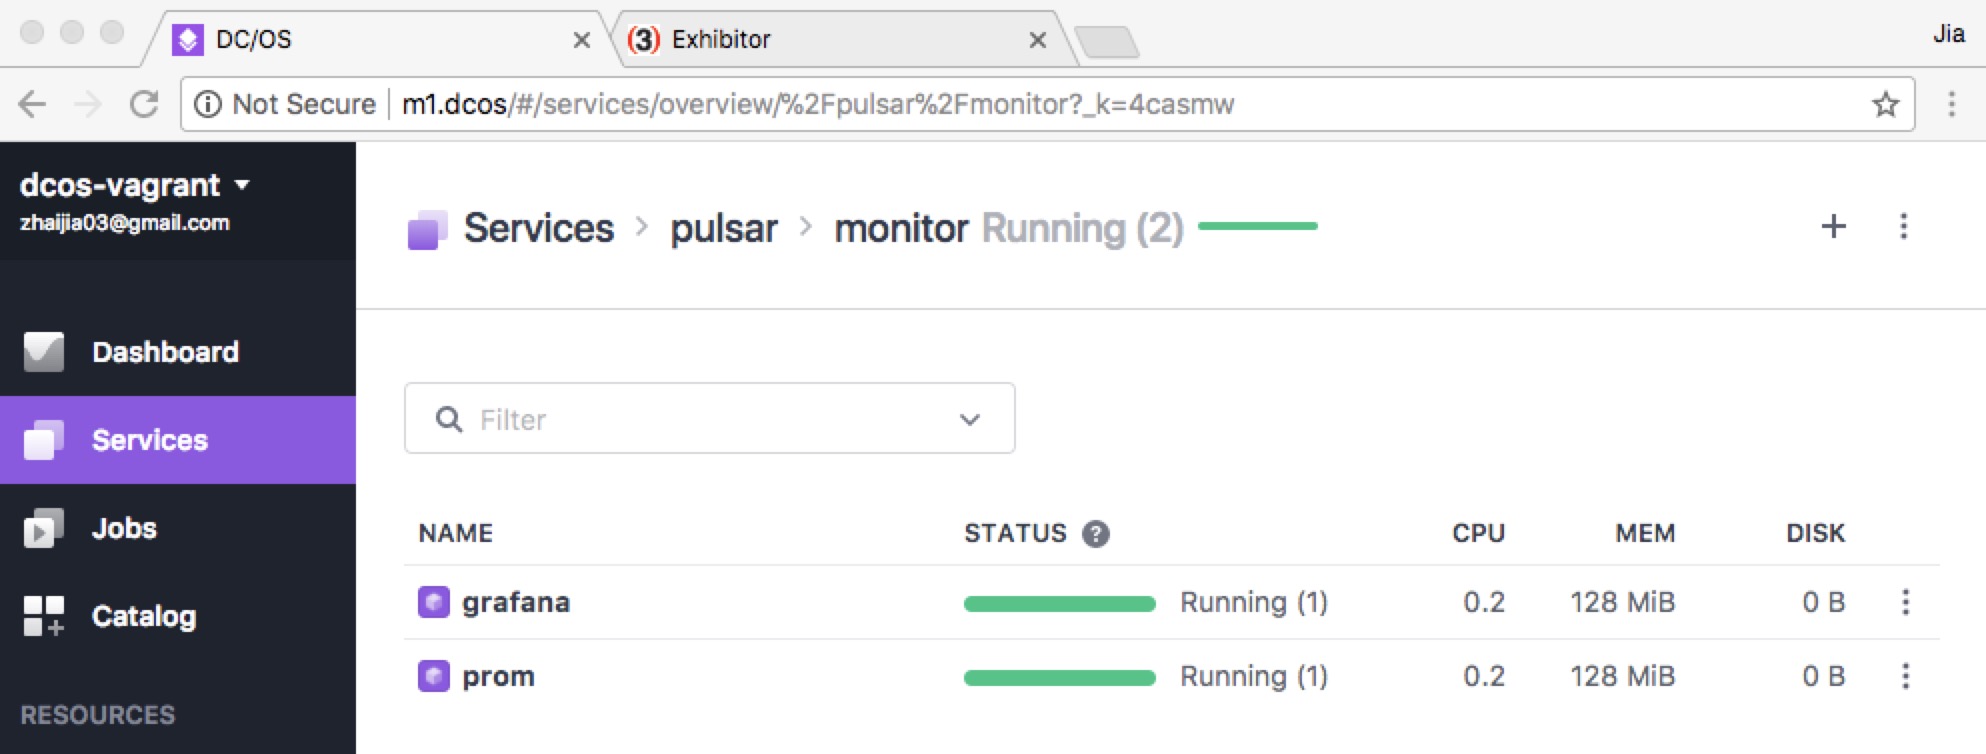 DC/OS
(3) Exhibitor
Jia
Not Secure m1.dcos/#/services/overview/%2Fpulsar%2Fmonitor?_k=4casmw
dcos-vagrant
zhaijia03@gmail.com
Dashboard
Services
Jobs
Catalog
RESOURCES
Services > pulsar > monitor Running (2)
Filter
NAME STATUS ? CPU MEM DISK
grafana Running (1) 0.2 128 MiB 0 B
prom Running (1) 0.2 128 MiB 0 B